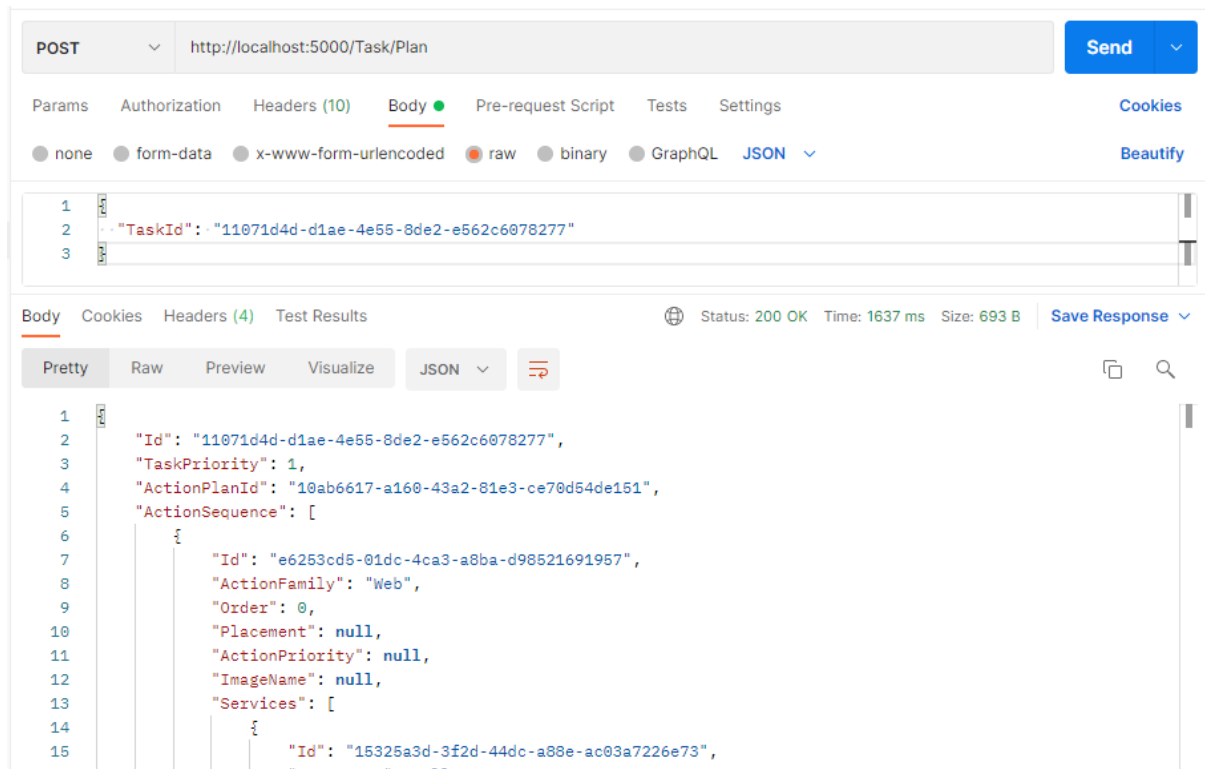 POST http://localhost:5000/Task/Plan Send
Params Authorization Headers (10) Body Pre-request Script Tests Settings Cookies
none form-data x-www-form-urlencoded raw binary GraphQL JSON Beautify
1 {
2 "TaskId": "11071d4d-d1ae-4e55-8de2-e562c6078277"
3 }
Body Cookies Headers (4) Test Results Status: 200 OK Time: 1637 ms Size: 693 B Save Response
Pretty Raw Preview Visualize JSON
1 {
2 "Id": "11071d4d-d1ae-4e55-8de2-e562c6078277",
3 "TaskPriority": 1,
4 "ActionPlanId": "10ab6617-a160-43a2-81e3-ce70d54de151",
5 "ActionSequence": [
6 {
7 "Id": "e6253cd5-01dc-4ca3-a8ba-d98521691957",
8 "ActionFamily": "Web",
9 "Order": 0,
10 "Placement": null,
11 "ActionPriority": null,
12 "ImageName": null,
13 "Services": [
14 {
15 "Id": "15325a3d-3f2d-44dc-a88e-ac03a7226e73",